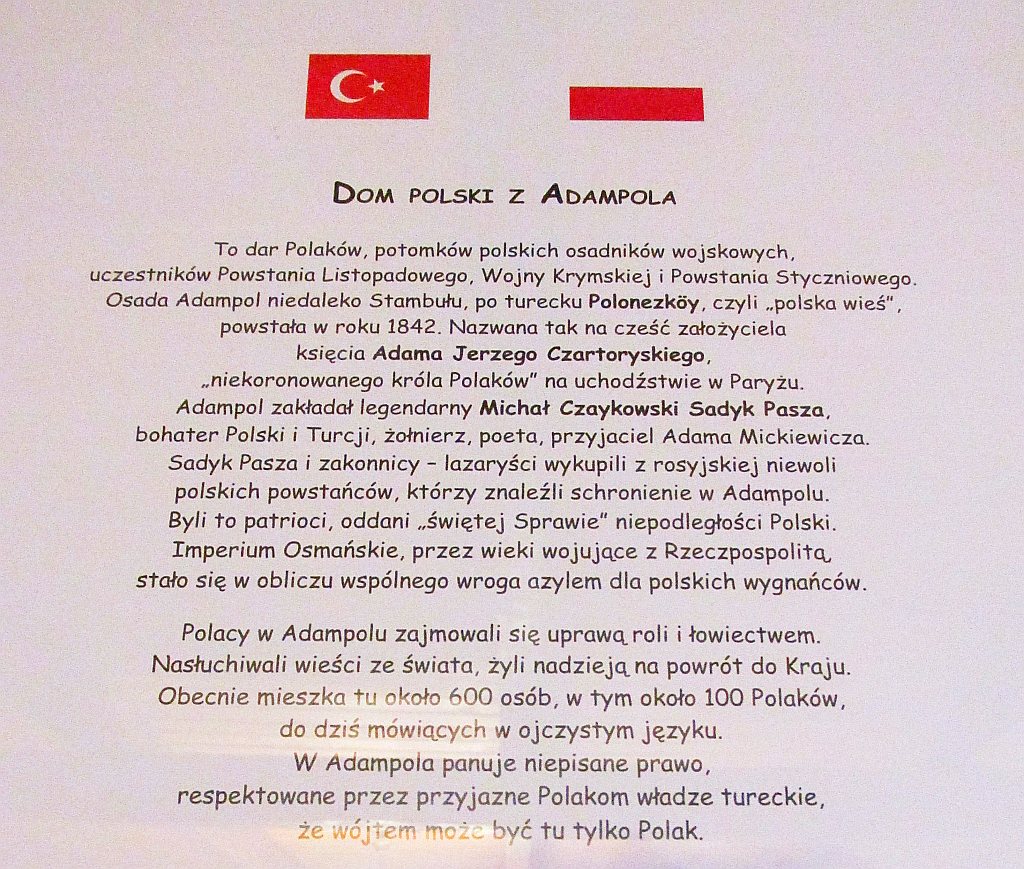 DOM POLSKI Z ADAMPOLA
To dar Polaków, potomków polskich osadników wojskowych,
uczestników Powstania Listopadowego, Wojny Krymskiej i Powstania Styczniowego.
Osada Adampol niedaleko Stambułu, po turecku Polonezköy, czyli „polska wieś”,
powstała w roku 1842. Nazwana tak na cześć założyciela
księcia Adama Jerzego Czartoryskiego,
„niekoronowanego króla Polaków” na uchodźstwie w Paryżu.
Adampol zakładał legendarny Michał Czaykowski Sadyk Pasza,
bohater Polski i Turcji, żołnierz, poeta, przyjaciel Adama Mickiewicza.
Sadyk Pasza i zakonnicy – lazaryści wykupili z rosyjskiej niewoli
polskich powstańców, którzy znaleźli schronienie w Adampolu.
Byli to patrioci, oddani „świętej Sprawie” niepodległości Polski.
Imperium Osmańskie, przez wieki wojujące z Rzeczpospolitą,
stało się w obliczu wspólnego wroga azylem dla polskich wygnańców.
Polacy w Adampolu zajmowali się uprawą roli i łowiectwem.
Nasłuchiwali wieści ze świata, żyli nadzieją na powrót do Kraju.
Obecnie mieszka tu około 600 osób, w tym około 100 Polaków,
do dziś mówiących w ojczystym języku.
W Adampola panuje niepisane prawo,
respektowane przez przyjazne Polakom władze tureckie,
że wójtem może być tu tylko Polak.